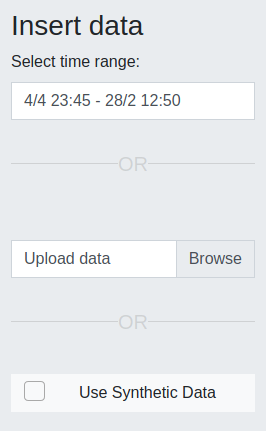 Insert data
Select time range:
4/4 23:45 - 28/2 12:50
OR
Upload data Browse
OR
Use Synthetic Data